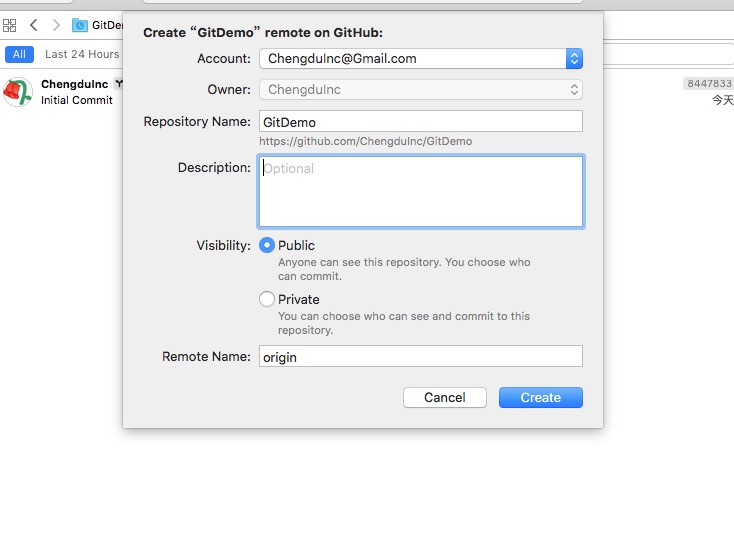 GitDe
All
Last 24 Hours
ChengduInc
Initial Commit
8447833
今天
Create “GitDemo” remote on GitHub:
Account: ChengduInc@Gmail.com
Owner: ChengduInc
Repository Name: GitDemo
https://github.com/ChengduInc/GitDemo
Description: Optional
Visibility: Public
Anyone can see this repository. You choose who
can commit.
Private
You can choose who can see and commit to this
repository.
Remote Name: origin
Cancel
Create